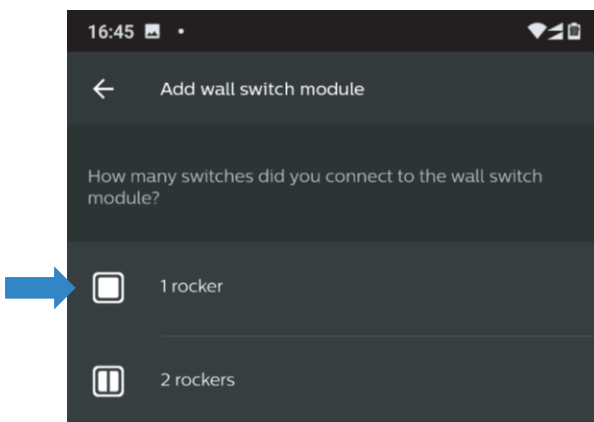 16:45
Add wall switch module
How many switches did you connect to the wall switch
module?
1 rocker
2 rockers